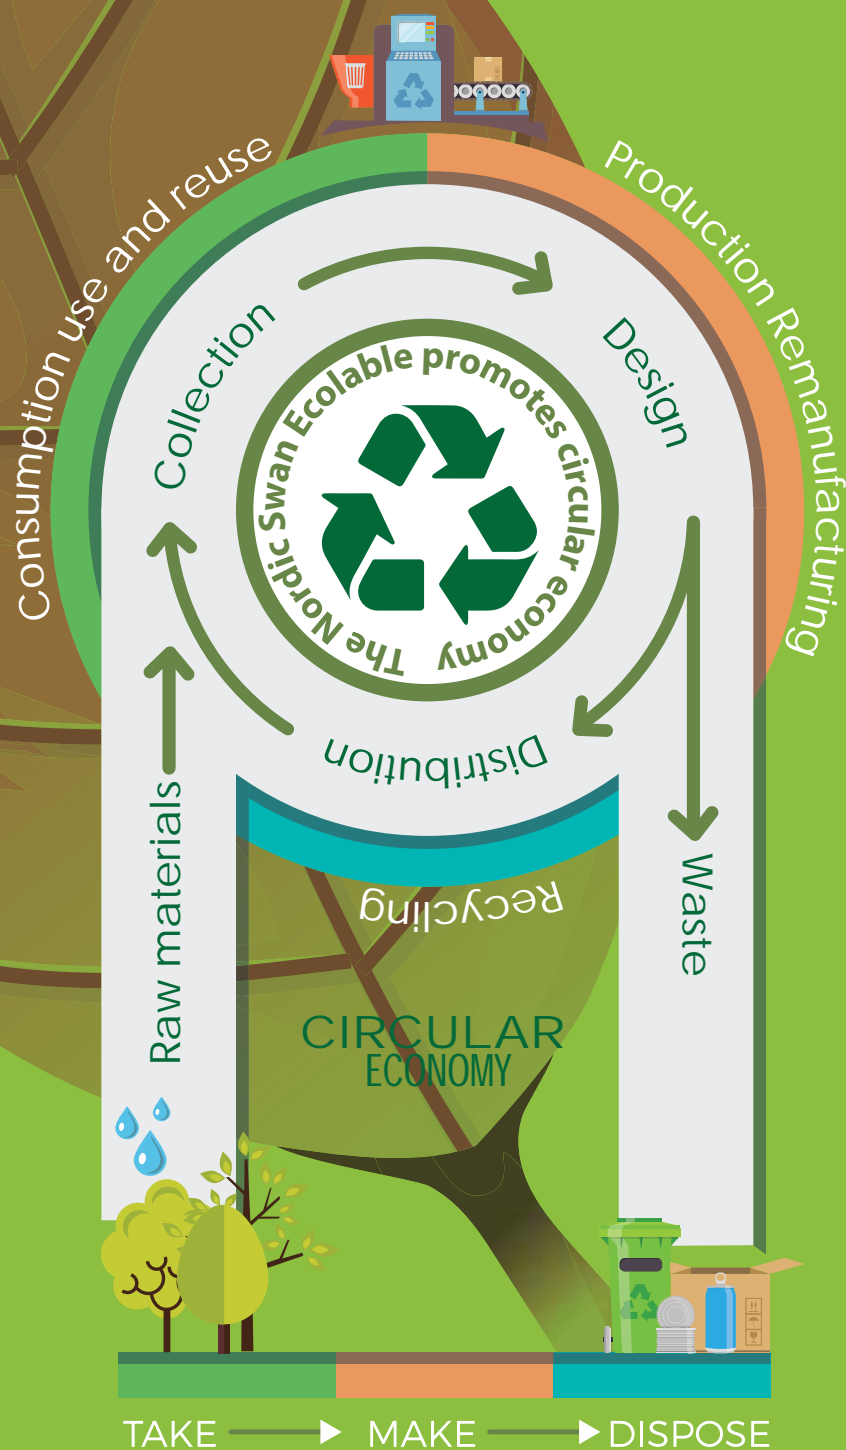 Consumption use and reuse
Production Remanufacturing
Collection
Design
The Nordic Swan Ecolable promotes circular economy
Distribution
Raw materials
Waste
Recycling
CIRCULAR
ECONOMY
TAKE MAKE DISPOSE